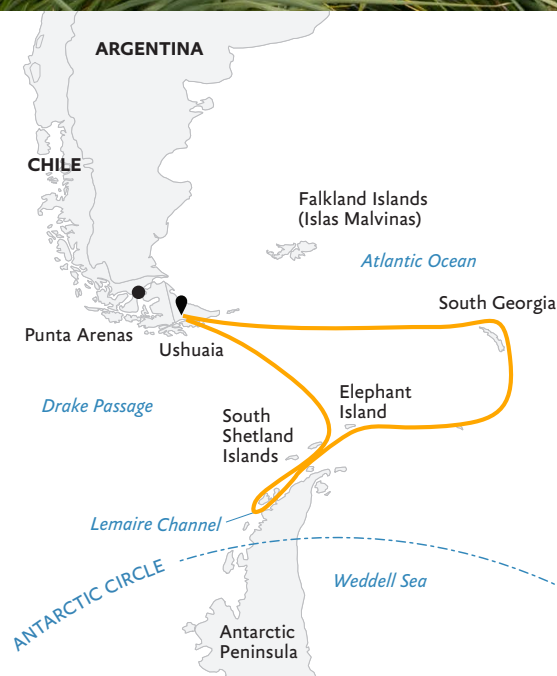 ARGENTINA
CHILE
Falkland Islands
(Islas Malvinas)
Atlantic Ocean
South Georgia
Punta Arenas
Ushuaia
Elephant
Island
Drake Passage
South
Shetland
Islands
Lemaire Channel
ANTARCTIC CIRCLE
Weddell Sea
Antarctic
Peninsula